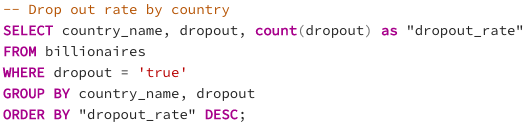 -- Drop out rate by country
SELECT country_name, dropout, count(dropout) as "dropout_rate"
FROM billionaires
WHERE dropout = 'true'
GROUP BY country_name, dropout
ORDER BY "dropout_rate" DESC;